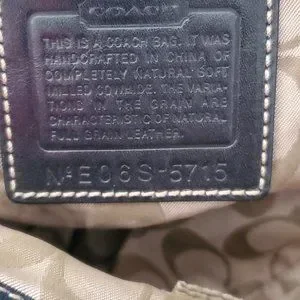 COACH
THIS IS A COACH BAG. IT WAS
HANDCRAFTED IN CHINA OF
COMPLETELY NATURAL SOFT
MILLED COWHIDE. THE VARIA-
TIONS IN THE GRAIN ARE
CHARACTERISTIC OF NATURAL
FULL GRAIN LEATHER.
Nº E06S-5715